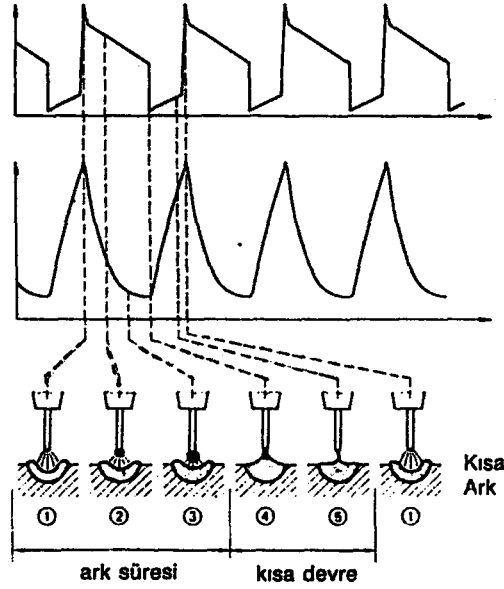 Kısa
Ark
① ② ③ ④ ⑤ ①
ark süresi kısa devre